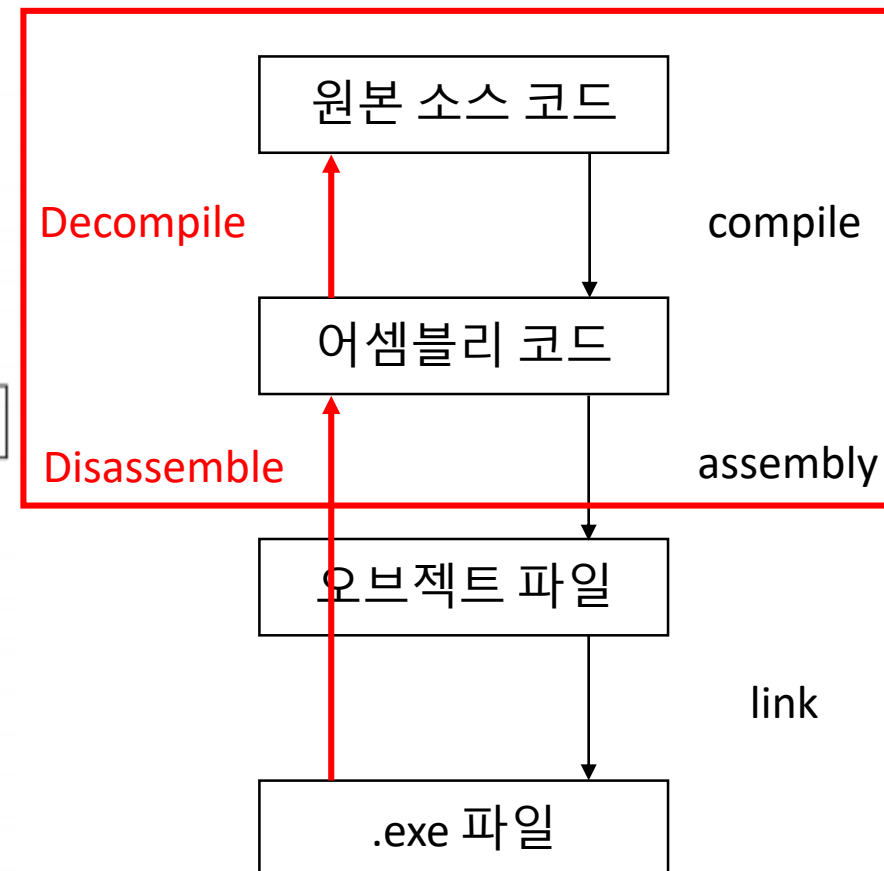 원본 소스 코드
Decompile
compile
어셈블리 코드
Disassemble
assembly
오브젝트 파일
link
.exe 파일